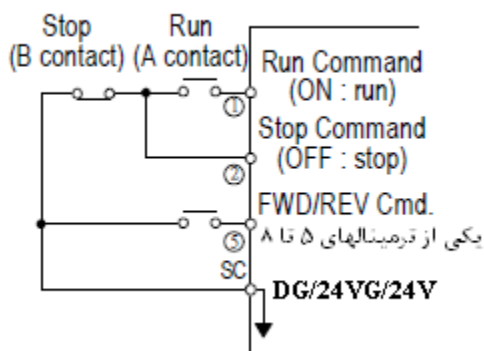 Stop Run
(B contact) (A contact)
Run Command
(ON : run)
①
Stop Command
(OFF : stop)
②
FWD/REV Cmd.
⑤
یکی از ترمینالهای ۵ تا ۸
SC
DG/24VG/24V